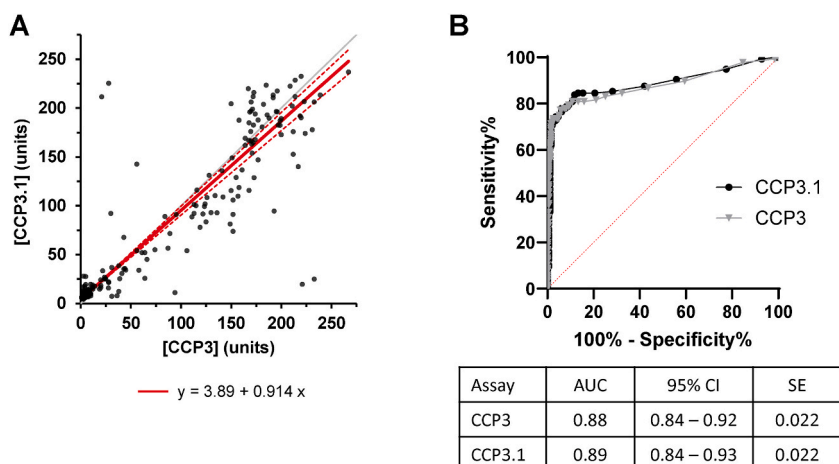 A
[CCP3.1] (units)
250
200
150
100
50
0
0 50 100 150 200 250
[CCP3] (units)
y = 3.89 + 0.914 x
B
Sensitivity%
100
80
60
40
20
0
CCP3.1
CCP3
0 20 40 60 80 100
100% - Specificity%
Assay AUC 95% CI SE
CCP3 0.88 0.84 – 0.92 0.022
CCP3.1 0.89 0.84 – 0.93 0.022